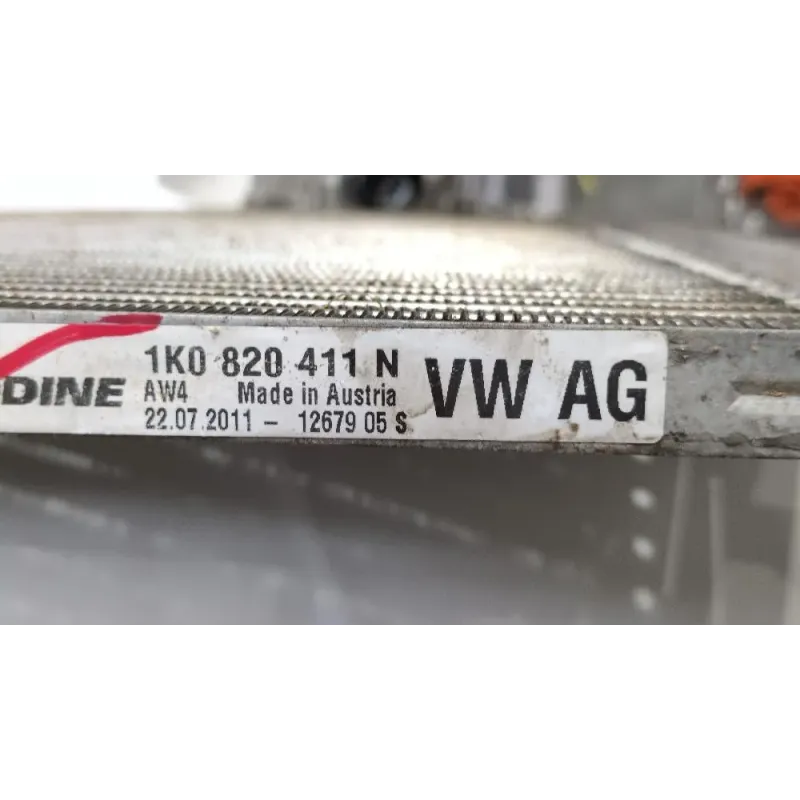 1K0 820 411 N
DINE AW4 Made in Austria VW AG
22.07.2011 - 12679 05 S